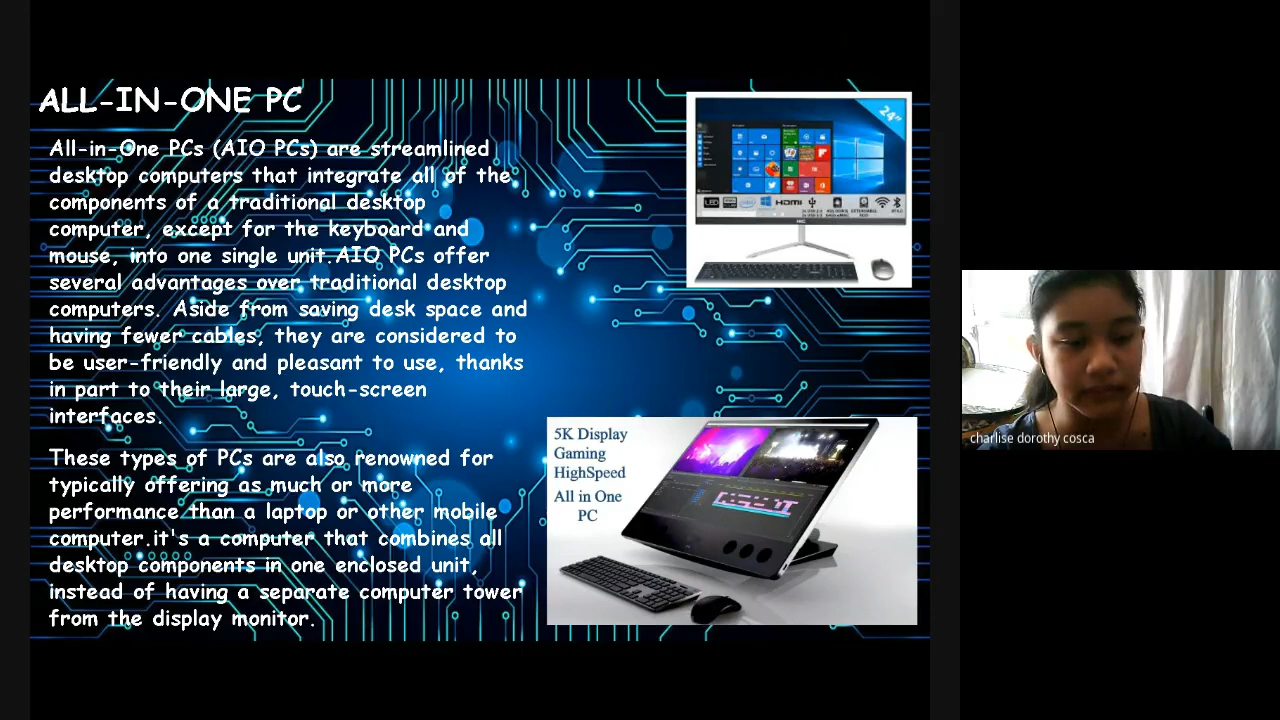 ALL-IN-ONE PC
All-in-One PCs (AIO PCs) are streamlined
desktop computers that integrate all of the
components of a traditional desktop
computer, except for the keyboard and
mouse, into one single unit.AIO PCs offer
several advantages over traditional desktop
computers. Aside from saving desk space and
having fewer cables, they are considered to
be user-friendly and pleasant to use, thanks
in part to their large, touch-screen
interfaces.
These types of PCs are also renowned for
typically offering as much or more
performance than a laptop or other mobile
computer.it's a computer that combines all
desktop components in one enclosed unit,
instead of having a separate computer tower
from the display monitor.
24"
LED
HDMI
5K Display
Gaming
HighSpeed
All in One
PC
charlise dorothy cosca